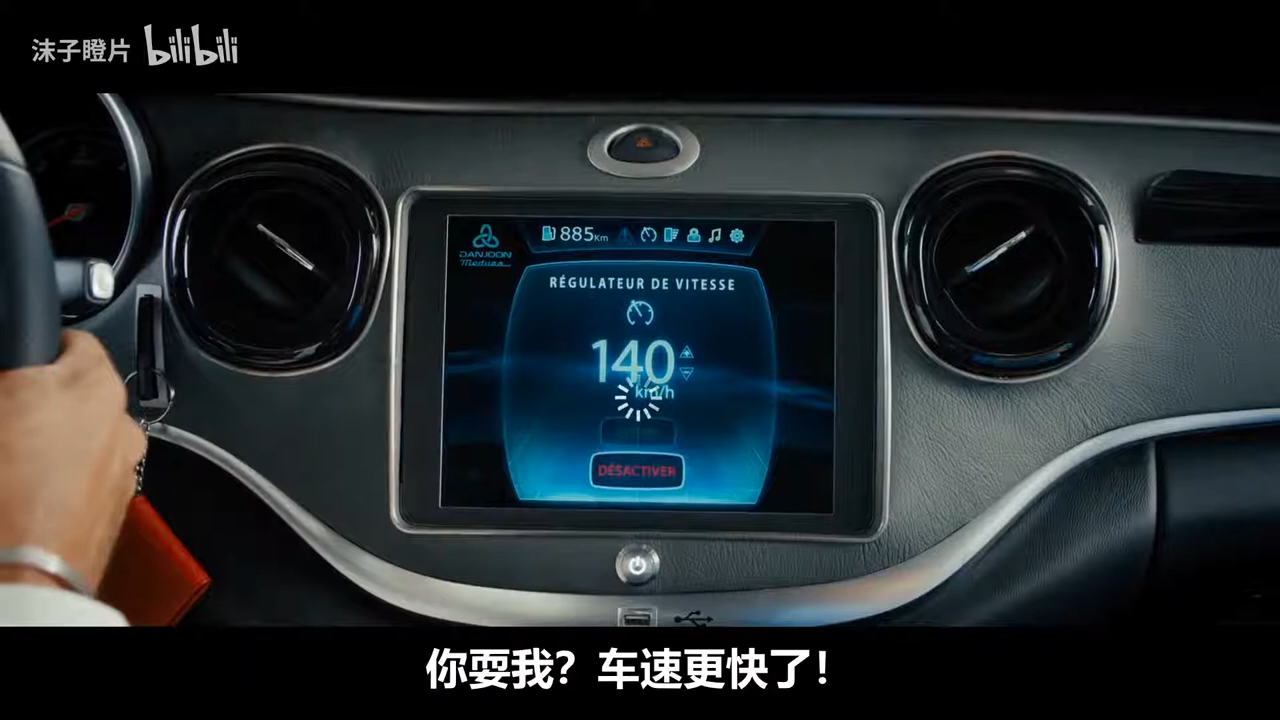 沫子瞪片 bilibili
885Km
DANJOON
Medusa
RÉGULATEUR DE VITESSE
140
km/h
DÉSACTIVER
你耍我？车速更快了！